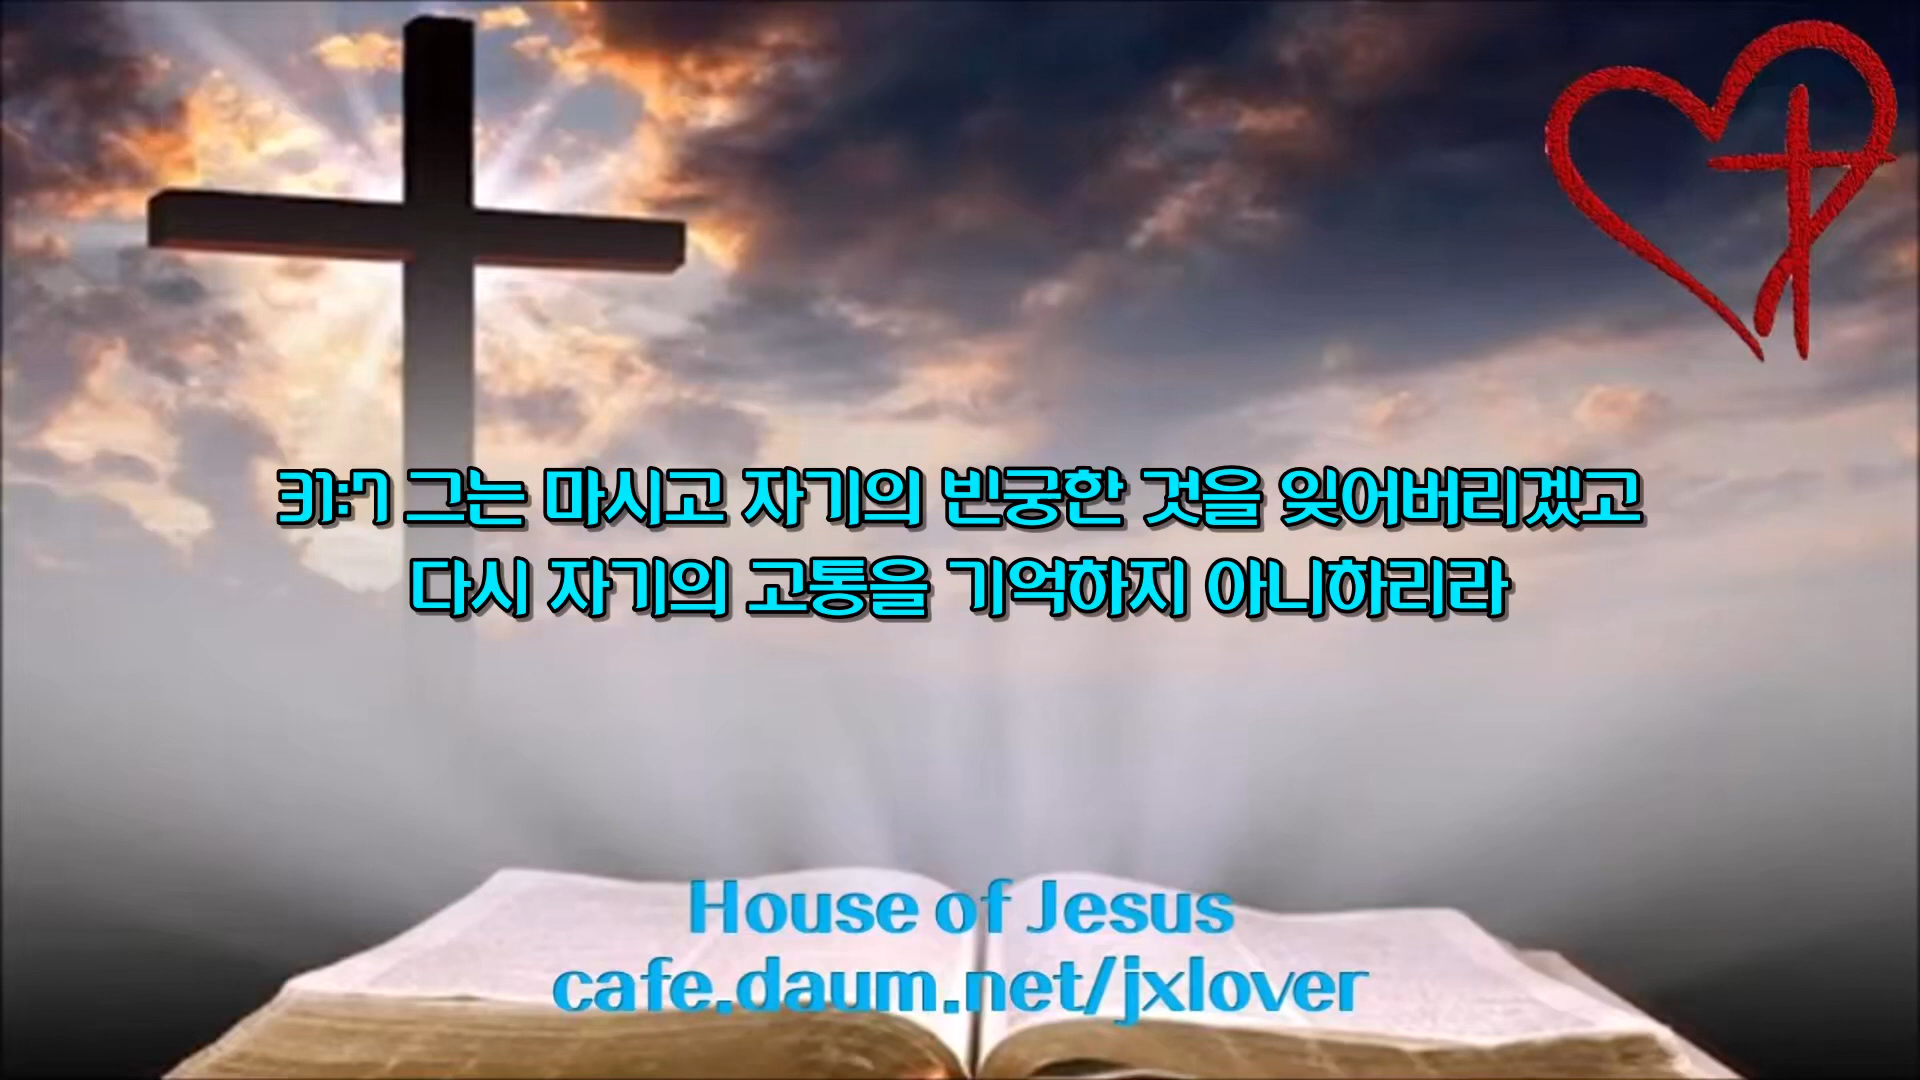 31:7 그는 마시고 자기의 빈궁한 것을 잊어버리겠고
다시 자기의 고통을 기억하지 아니하리라
House of Jesus
cafe.daum.net/jxlover